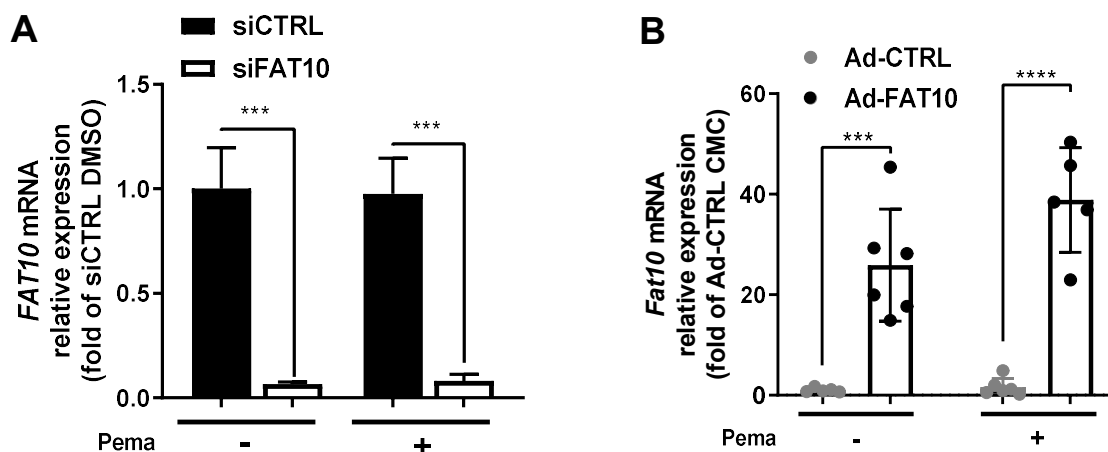 A
siCTRL
siFAT10
FAT10 mRNA
relative expression
(fold of siCTRL DMSO)
1.5
1.0
0.5
0.0
***
***
Pema
-
+
B
Ad-CTRL
Ad-FAT10
Fat10 mRNA
relative expression
(fold of Ad-CTRL CMC)
60
40
20
0
***
****
Pema
-
+